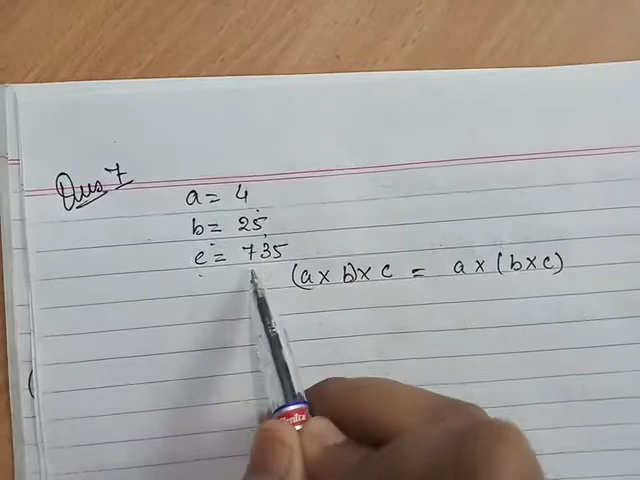 Ques 7
a = 4
b = 25
c = 735
(a × b) × c = a × (b × c)